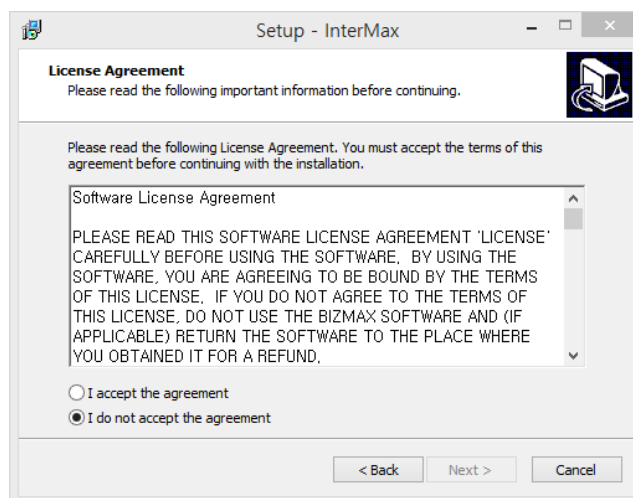 Setup - InterMax
License Agreement
Please read the following important information before continuing.
Please read the following License Agreement. You must accept the terms of this
agreement before continuing with the installation.
Software License Agreement
PLEASE READ THIS SOFTWARE LICENSE AGREEMENT 'LICENSE'
CAREFULLY BEFORE USING THE SOFTWARE, BY USING THE
SOFTWARE, YOU ARE AGREEING TO BE BOUND BY THE TERMS
OF THIS LICENSE, IF YOU DO NOT AGREE TO THE TERMS OF
THIS LICENSE, DO NOT USE THE BIZMAX SOFTWARE AND (IF
APPLICABLE) RETURN THE SOFTWARE TO THE PLACE WHERE
YOU OBTAINED IT FOR A REFUND,
I accept the agreement
I do not accept the agreement
< Back Next > Cancel